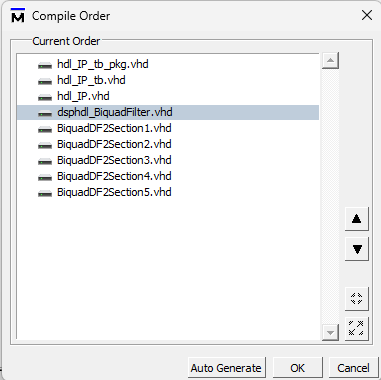 Compile Order
Current Order
hdl_IP_tb_pkg.vhd
hdl_IP_tb.vhd
hdl_IP.vhd
dsphdl_BiquadFilter.vhd
BiquadDF2Section1.vhd
BiquadDF2Section2.vhd
BiquadDF2Section3.vhd
BiquadDF2Section4.vhd
BiquadDF2Section5.vhd
Auto Generate OK Cancel